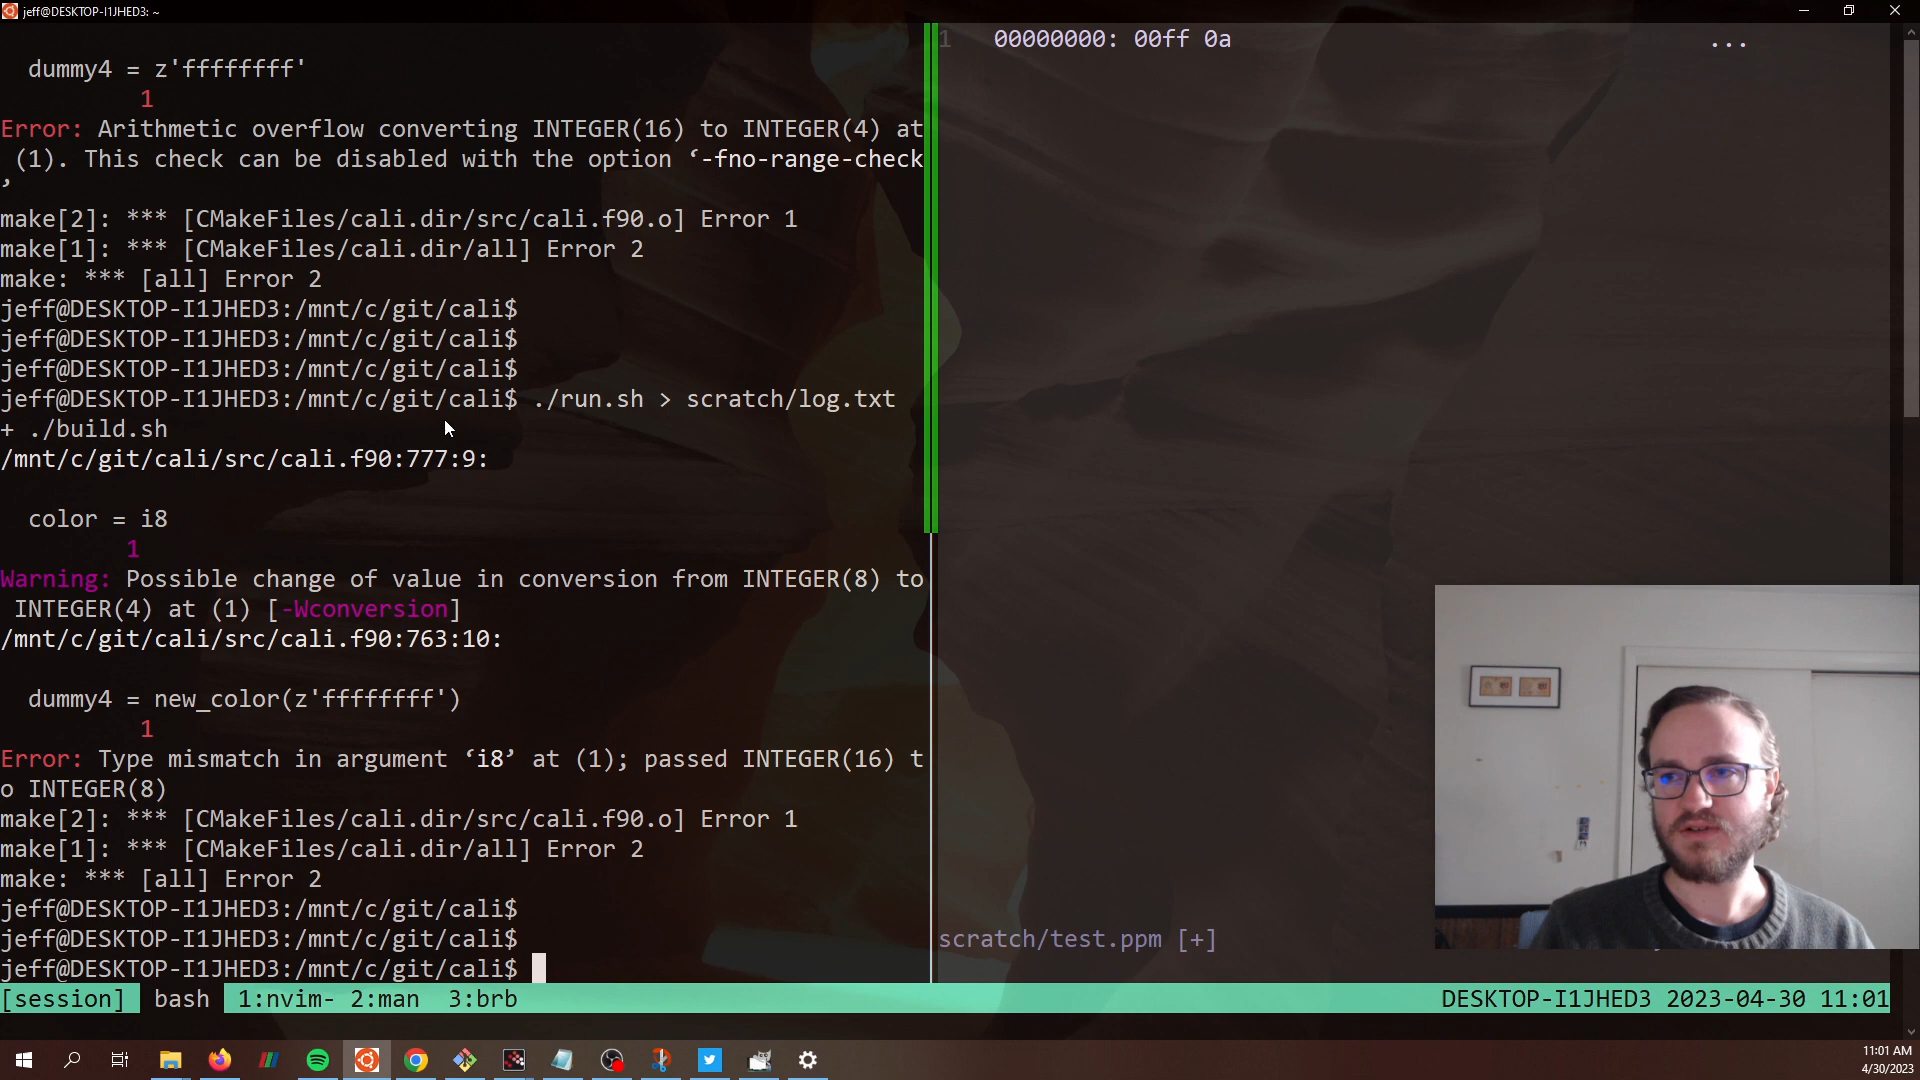 jeff@DESKTOP-I1JHED3: ~
dummy4 = z'ffffffff'
1
Error: Arithmetic overflow converting INTEGER(16) to INTEGER(4) at
(1). This check can be disabled with the option ‘-fno-range-check
’
make[2]: *** [CMakeFiles/cali.dir/src/cali.f90.o] Error 1
make[1]: *** [CMakeFiles/cali.dir/all] Error 2
make: *** [all] Error 2
jeff@DESKTOP-I1JHED3:/mnt/c/git/cali$
jeff@DESKTOP-I1JHED3:/mnt/c/git/cali$
jeff@DESKTOP-I1JHED3:/mnt/c/git/cali$
jeff@DESKTOP-I1JHED3:/mnt/c/git/cali$ ./run.sh > scratch/log.txt
+ ./build.sh
/mnt/c/git/cali/src/cali.f90:777:9:
color = i8
1
Warning: Possible change of value in conversion from INTEGER(8) to
INTEGER(4) at (1) [-Wconversion]
/mnt/c/git/cali/src/cali.f90:763:10:
dummy4 = new_color(z'ffffffff')
1
Error: Type mismatch in argument ‘i8’ at (1); passed INTEGER(16) t
o INTEGER(8)
make[2]: *** [CMakeFiles/cali.dir/src/cali.f90.o] Error 1
make[1]: *** [CMakeFiles/cali.dir/all] Error 2
make: *** [all] Error 2
jeff@DESKTOP-I1JHED3:/mnt/c/git/cali$
jeff@DESKTOP-I1JHED3:/mnt/c/git/cali$
jeff@DESKTOP-I1JHED3:/mnt/c/git/cali$
1 00000000: 00ff 0a ...
scratch/test.ppm [+]
[session] bash 1:nvim- 2:man 3:brb DESKTOP-I1JHED3 2023-04-30 11:01
11:01 AM
4/30/2023